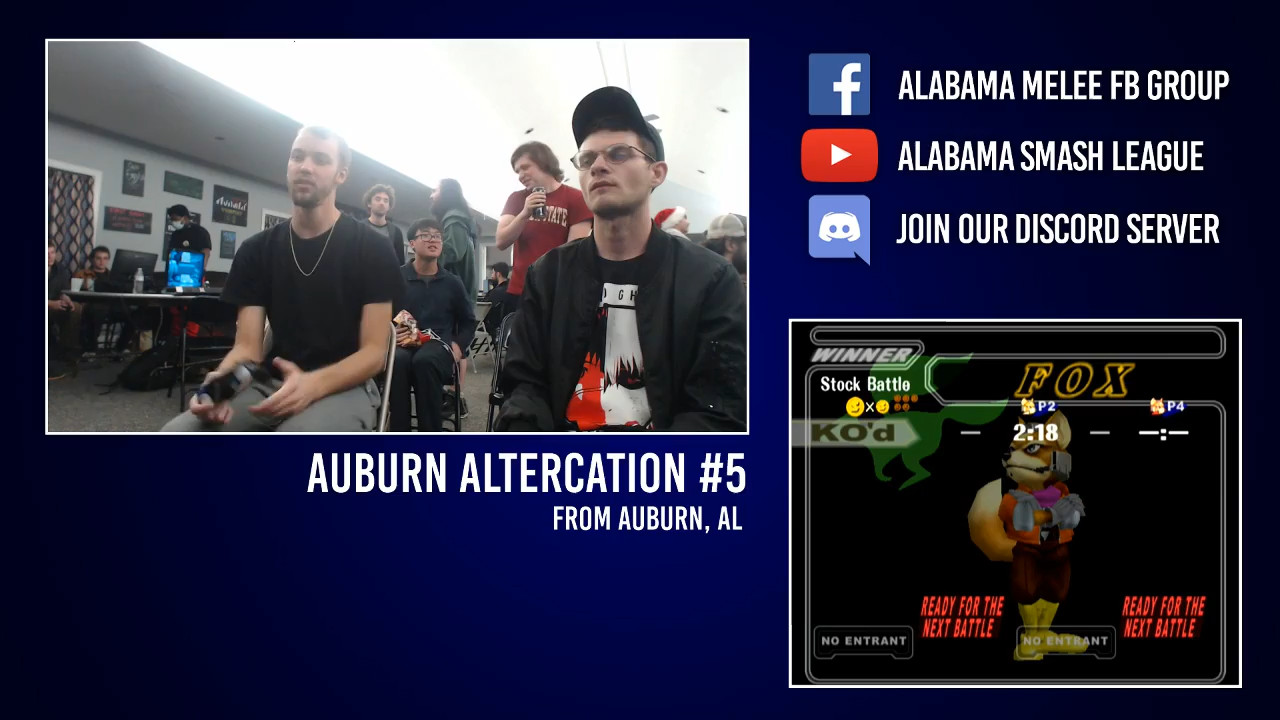 ALABAMA MELEE FB GROUP
ALABAMA SMASH LEAGUE
JOIN OUR DISCORD SERVER
AUBURN ALTERCATION #5
FROM AUBURN, AL
WINNER
FOX
Stock Battle
P2
P4
KO'd
2:18
READY FOR THE
NEXT BATTLE
READY FOR THE
NEXT BATTLE
NO ENTRANT
NO ENTRANT
STATE